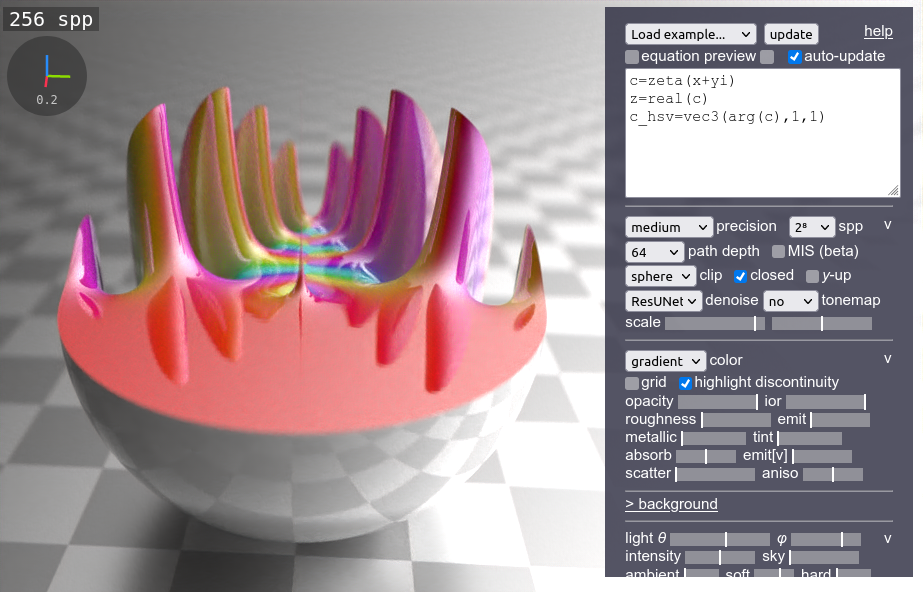 256 spp
0.2
Load example... update help
equation preview auto-update
c=zeta(x+yi)
z=real(c)
c_hsv=vec3(arg(c),1,1)
medium precision 2⁸ spp v
64 path depth MIS (beta)
sphere clip closed y-up
ResUNet denoise no tonemap
scale
gradient color v
grid highlight discontinuity
opacity ior
roughness emit
metallic tint
absorb emit[v]
scatter aniso
> background
light θ φ v
intensity sky
ambient soft hard